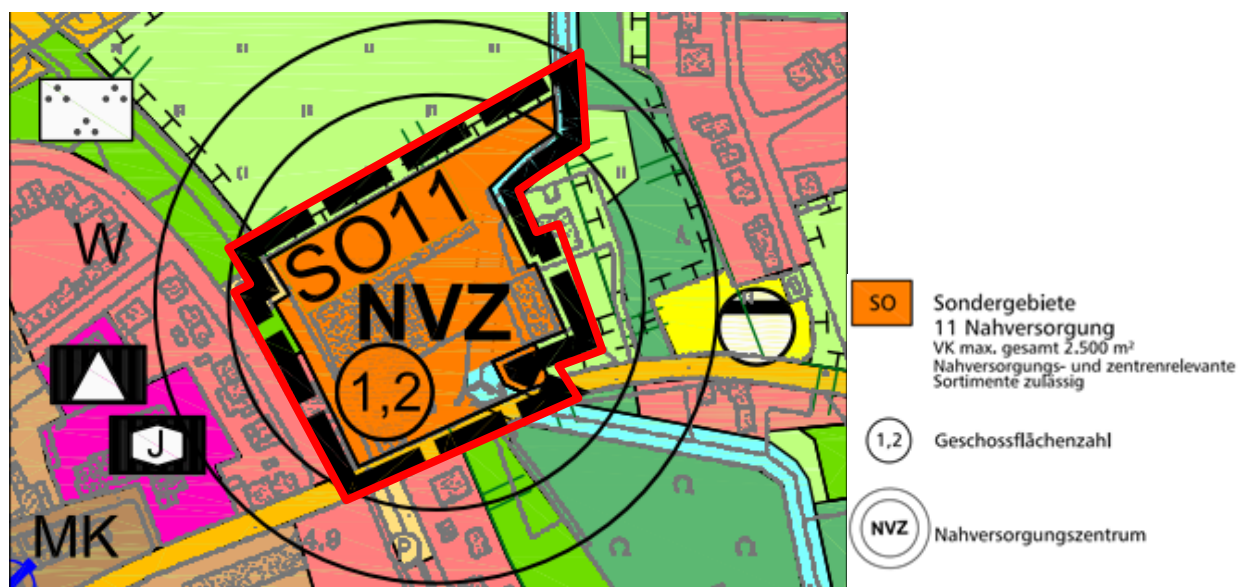 W
SO11
NVZ
1,2
J
MK
P
SO
Sondergebiete
11 Nahversorgung
VK max. gesamt 2.500 m²
Nahversorgungs- und zentrenrelevante
Sortimente zulässig
1,2
Geschossflächenzahl
NVZ
Nahversorgungszentrum